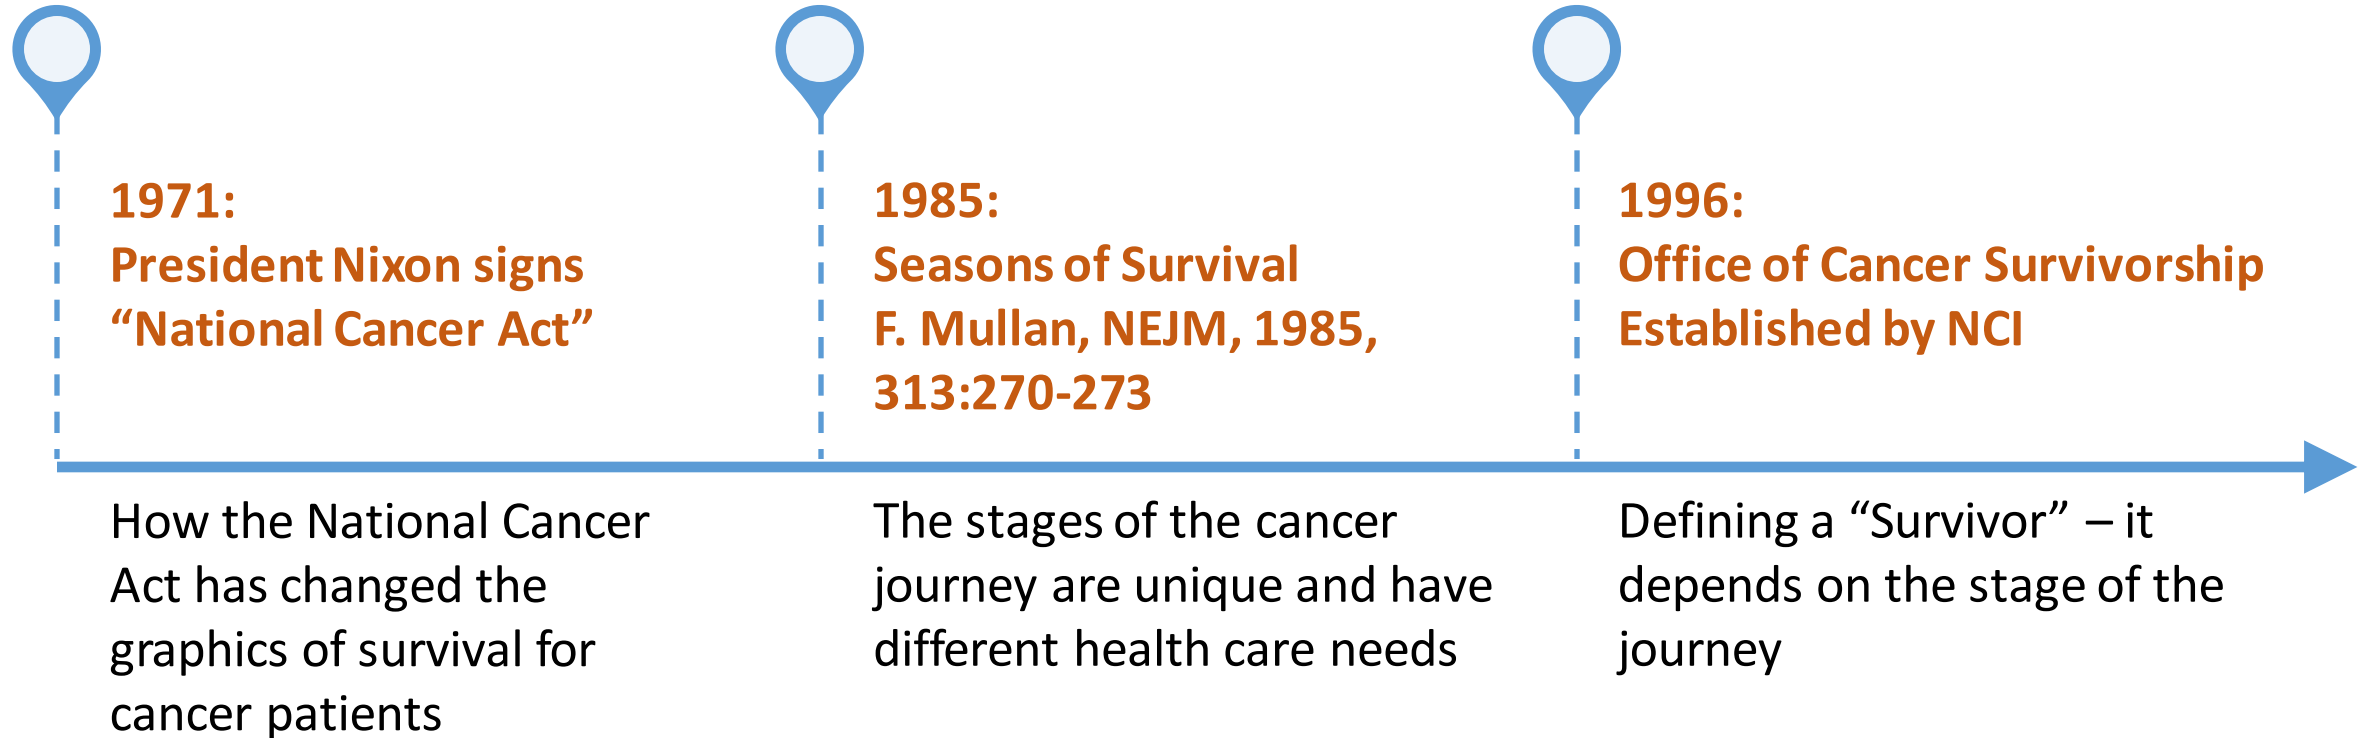 1971:
President Nixon signs
“National Cancer Act”
How the National Cancer
Act has changed the
graphics of survival for
cancer patients
1985:
Seasons of Survival
F. Mullan, NEJM, 1985,
313:270-273
The stages of the cancer
journey are unique and have
different health care needs
1996:
Office of Cancer Survivorship
Established by NCI
Defining a “Survivor” – it
depends on the stage of the
journey